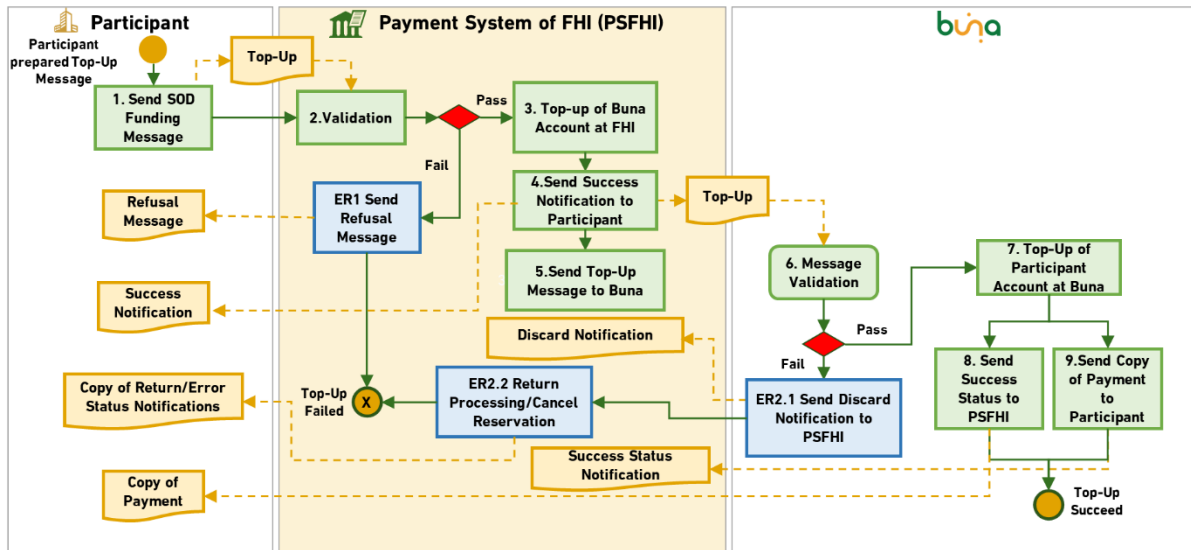 Participant
Participant
prepared Top-Up
Message
1. Send SOD
Funding
Message
Refusal
Message
Success
Notification
Copy of Return/Error
Status Notifications
Copy of
Payment
Payment System of FHI (PSFHI)
Top-Up
2.Validation
Pass
Fail
3. Top-up of Buna
Account at FHI
4.Send Success
Notification to
Participant
5.Send Top-Up
Message to Buna
ER1 Send
Refusal
Message
Discard Notification
Top-Up
Failed
X
ER2.2 Return
Processing/Cancel
Reservation
Success Status
Notification
buna
Top-Up
6. Message
Validation
Pass
Fail
7. Top-Up of
Participant
Account at Buna
8. Send
Success
Status to
PSFHI
9.Send Copy
of Payment
to
Participant
ER2.1 Send Discard
Notification to
PSFHI
Top-Up
Succeed